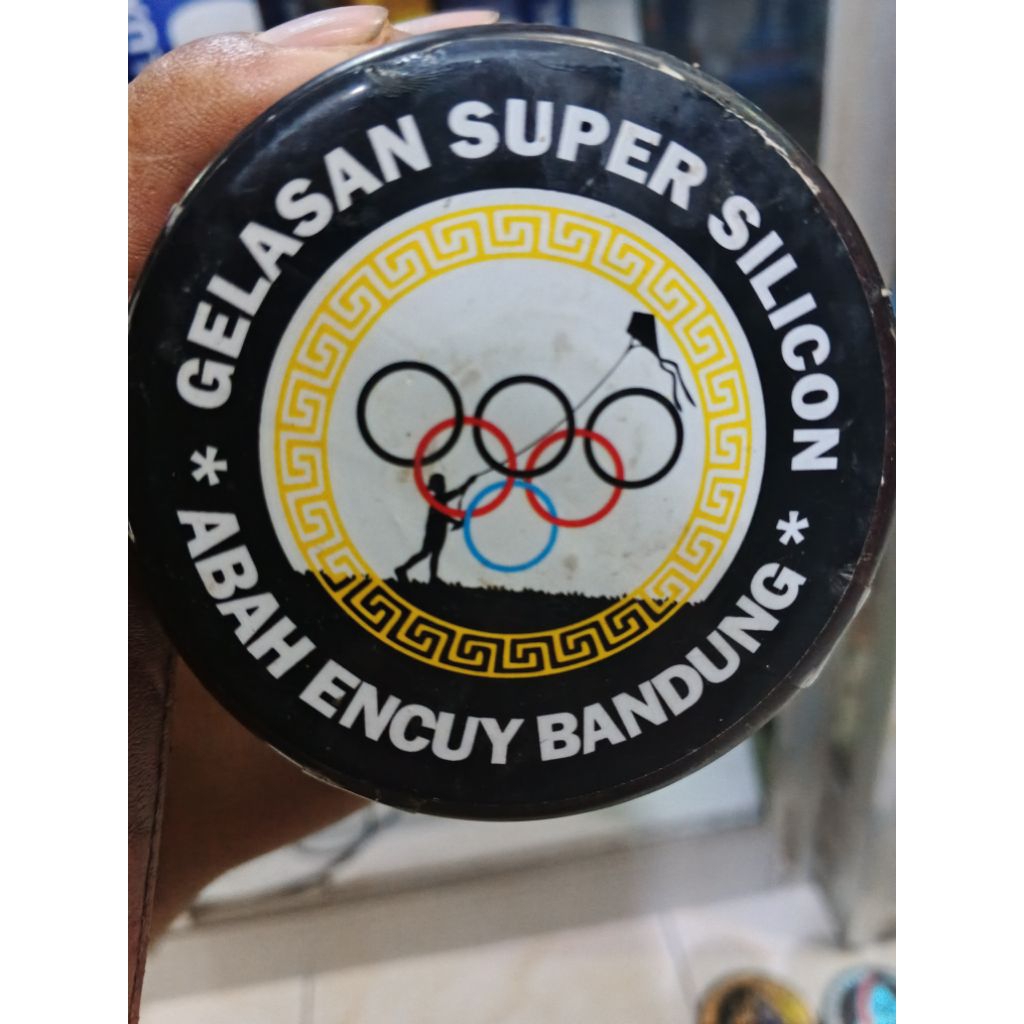 GELASAN SUPER SILICON
* ABAH ENCUY BANDUNG *